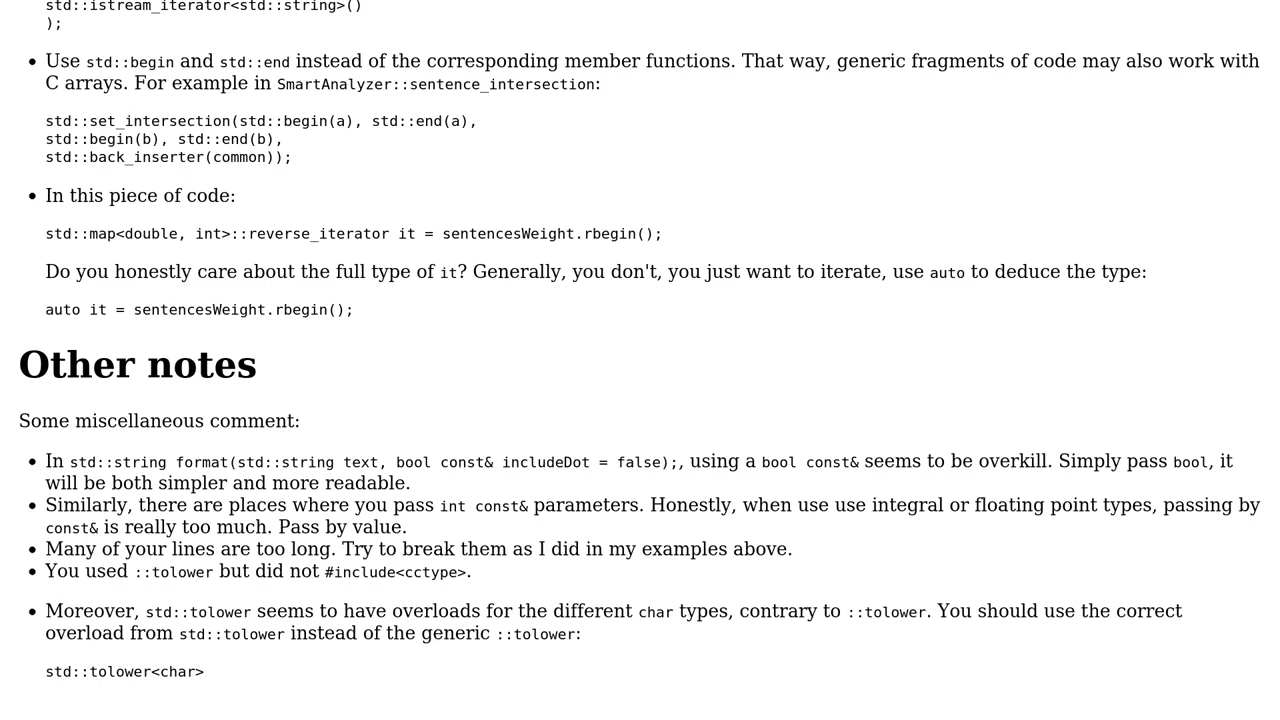 std::istream_iterator<std::string>()
);
Use std::begin and std::end instead of the corresponding member functions. That way, generic fragments of code may also work with
C arrays. For example in SmartAnalyzer::sentence_intersection:
std::set_intersection(std::begin(a), std::end(a),
std::begin(b), std::end(b),
std::back_inserter(common));
In this piece of code:
std::map<double, int>::reverse_iterator it = sentencesWeight.rbegin();
Do you honestly care about the full type of it? Generally, you don't, you just want to iterate, use auto to deduce the type:
auto it = sentencesWeight.rbegin();
Other notes
Some miscellaneous comment:
In std::string format(std::string text, bool const& includeDot = false);, using a bool const& seems to be overkill. Simply pass bool, it
will be both simpler and more readable.
Similarly, there are places where you pass int const& parameters. Honestly, when use use integral or floating point types, passing by
const& is really too much. Pass by value.
Many of your lines are too long. Try to break them as I did in my examples above.
You used ::tolower but did not #include<cctype>.
Moreover, std::tolower seems to have overloads for the different char types, contrary to ::tolower. You should use the correct
overload from std::tolower instead of the generic ::tolower:
std::tolower<char>